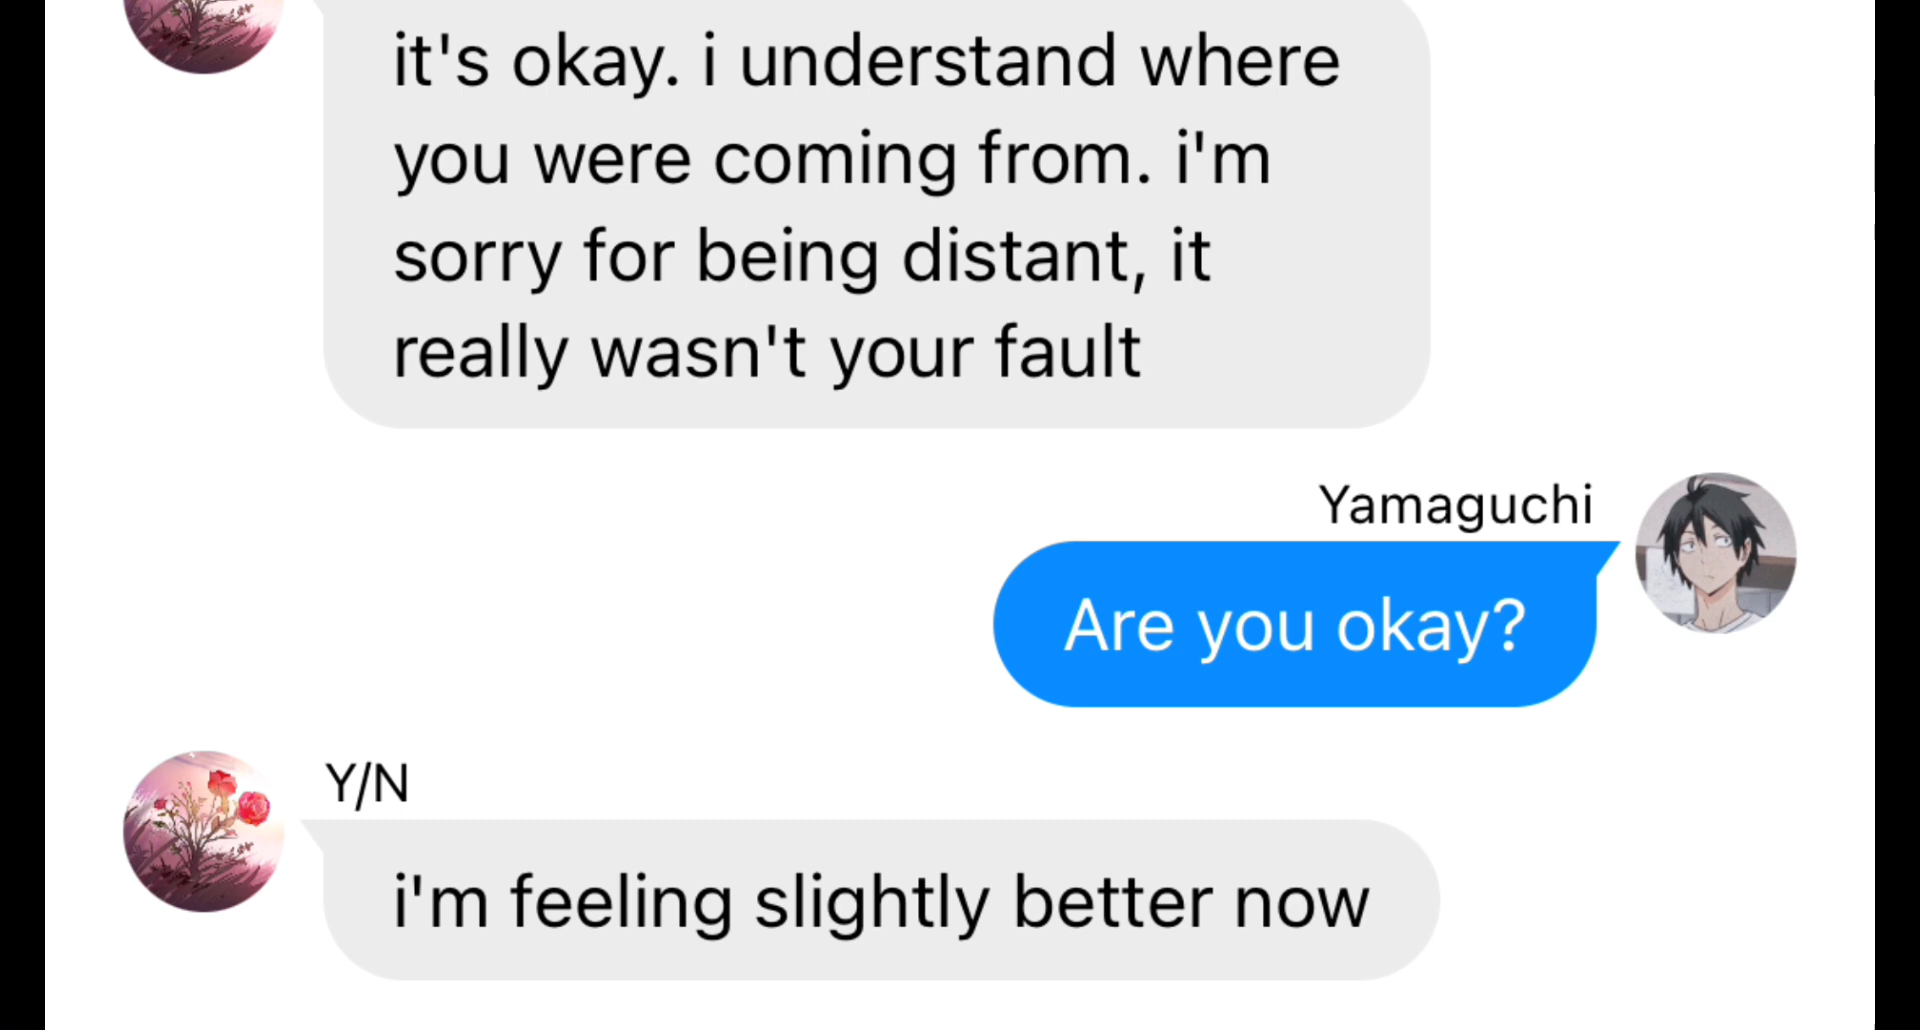 it's okay. i understand where
you were coming from. i'm
sorry for being distant, it
really wasn't your fault
Yamaguchi
Are you okay?
Y/N
i'm feeling slightly better now